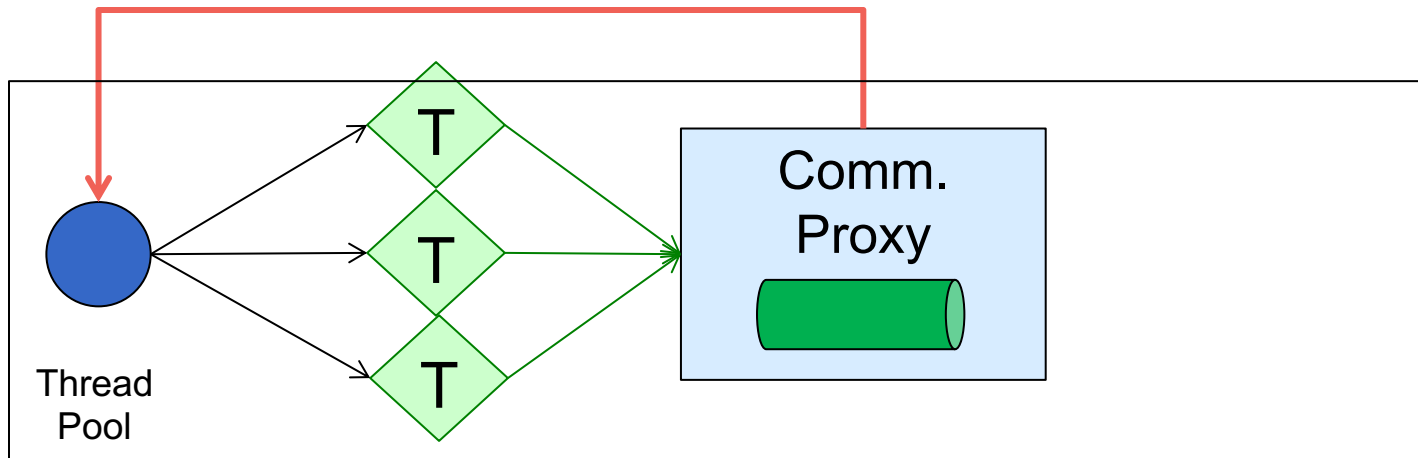 T
T
T
Comm.
Proxy
Thread
Pool